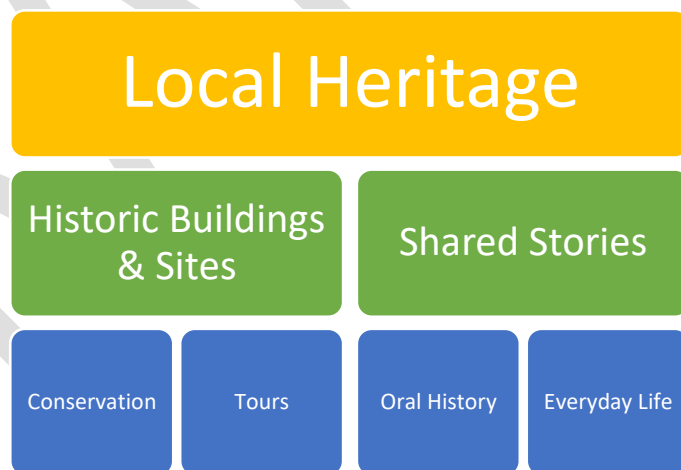 Local Heritage
Historic Buildings
& Sites
Shared Stories
Conservation
Tours
Oral History
Everyday Life